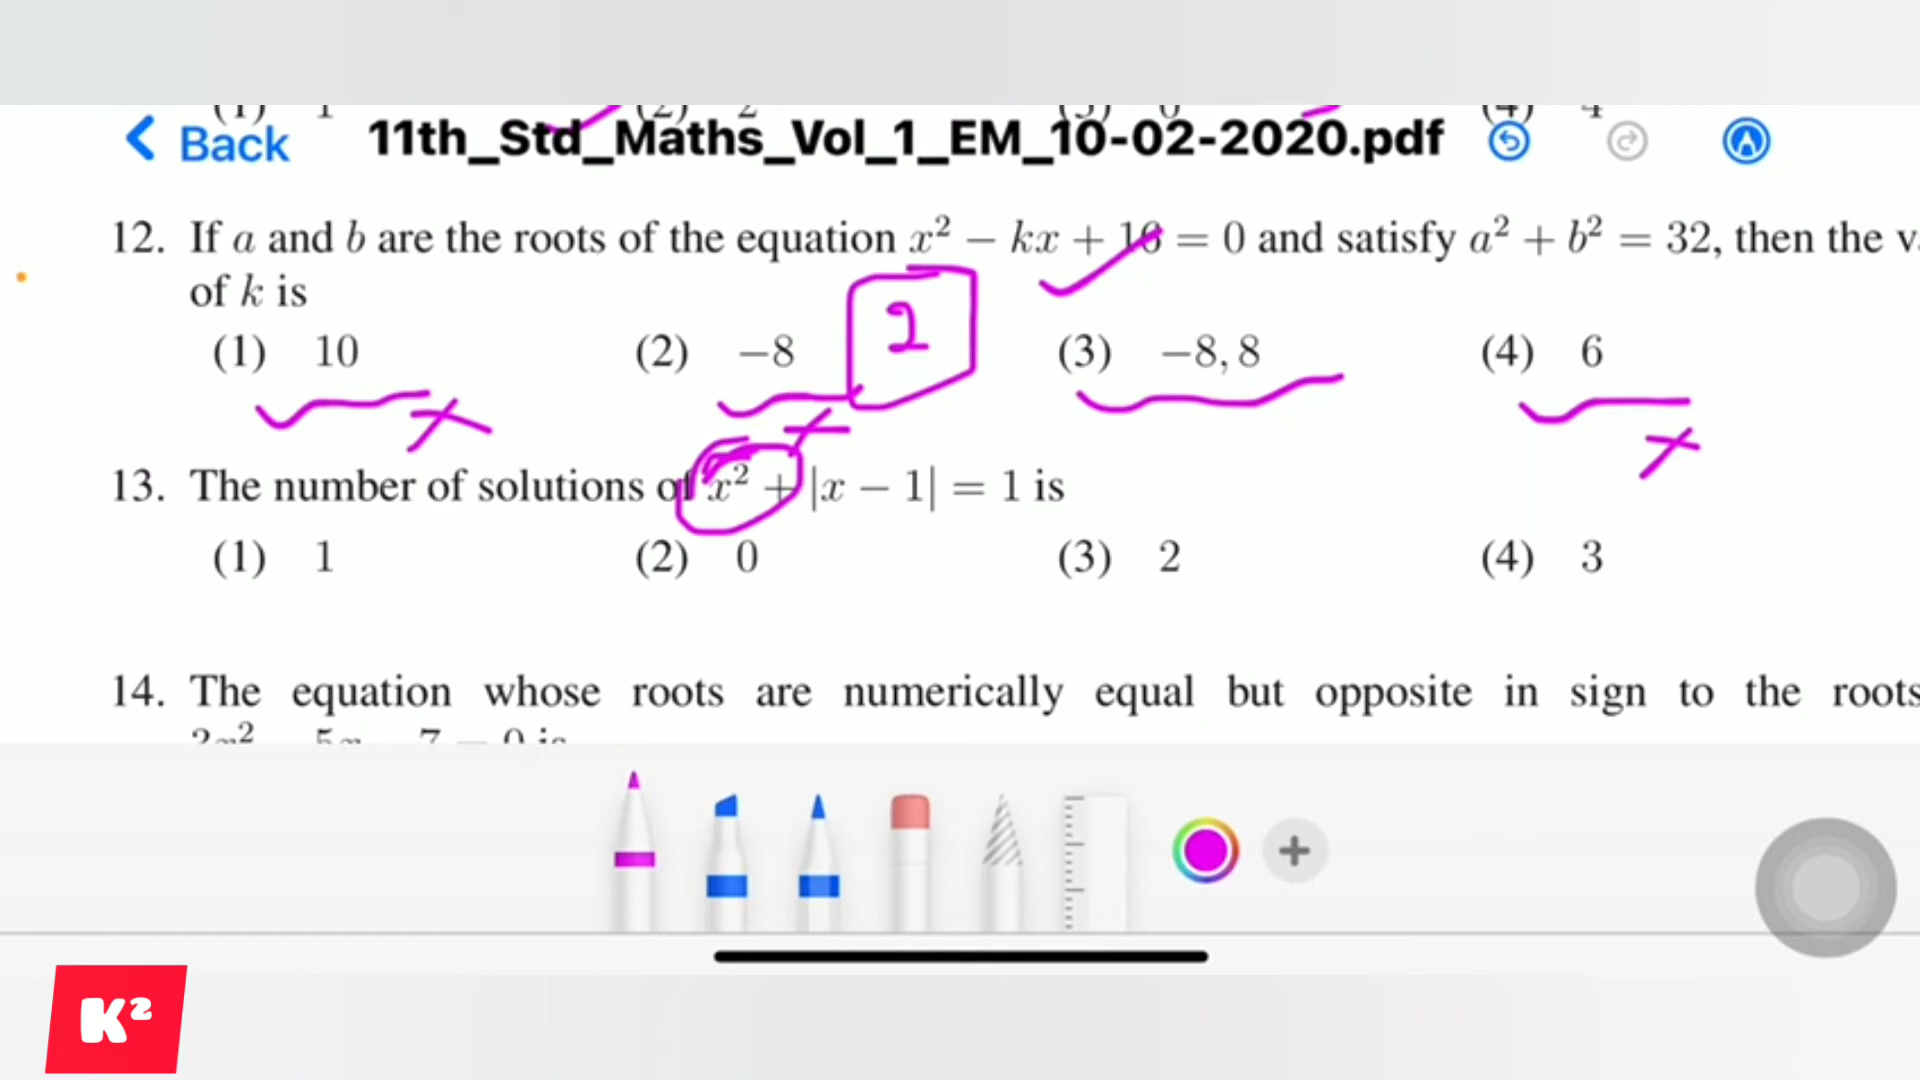 Back 11th_Std_Maths_Vol_1_EM_10-02-2020.pdf
12. If a and b are the roots of the equation x² − kx + 16 = 0 and satisfy a² + b² = 32, then the v
of k is
2
(1) 10 (2) −8 (3) −8, 8 (4) 6
13. The number of solutions of x² + |x − 1| = 1 is
(1) 1 (2) 0 (3) 2 (4) 3
14. The equation whose roots are numerically equal but opposite in sign to the roots
K²